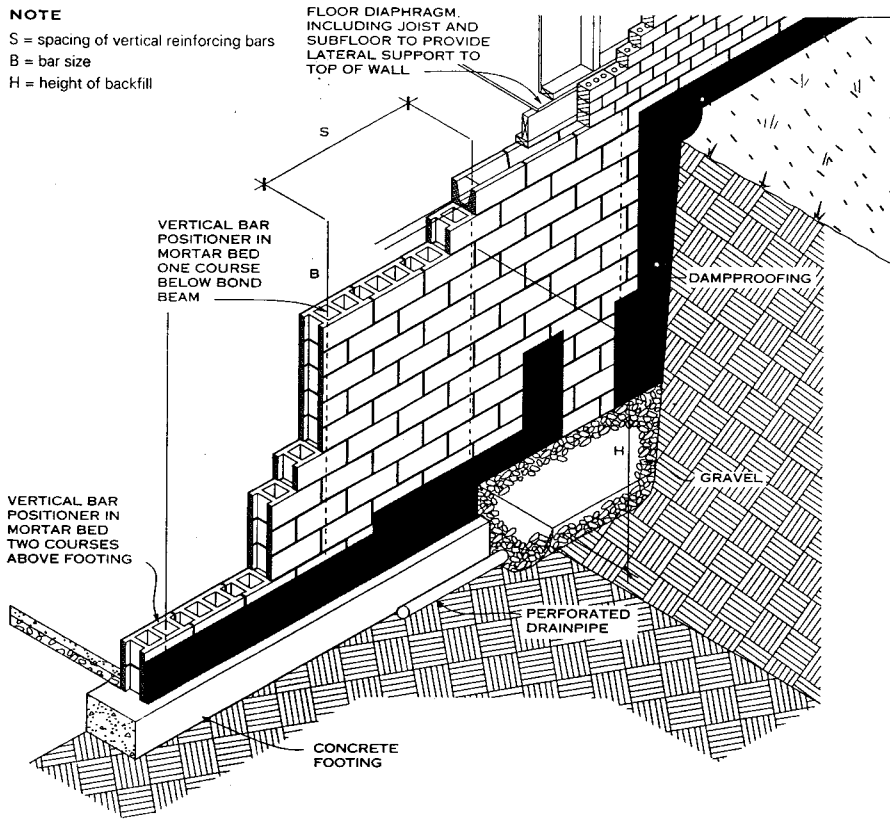 NOTE
S = spacing of vertical reinforcing bars
B = bar size
H = height of backfill
FLOOR DIAPHRAGM,
INCLUDING JOIST AND
SUBFLOOR TO PROVIDE
LATERAL SUPPORT TO
TOP OF WALL
S
VERTICAL BAR
POSITIONER IN
MORTAR BED
ONE COURSE
BELOW BOND
BEAM
B
DAMPPROOFING
H
GRAVEL
VERTICAL BAR
POSITIONER IN
MORTAR BED
TWO COURSES
ABOVE FOOTING
PERFORATED
DRAINPIPE
CONCRETE
FOOTING